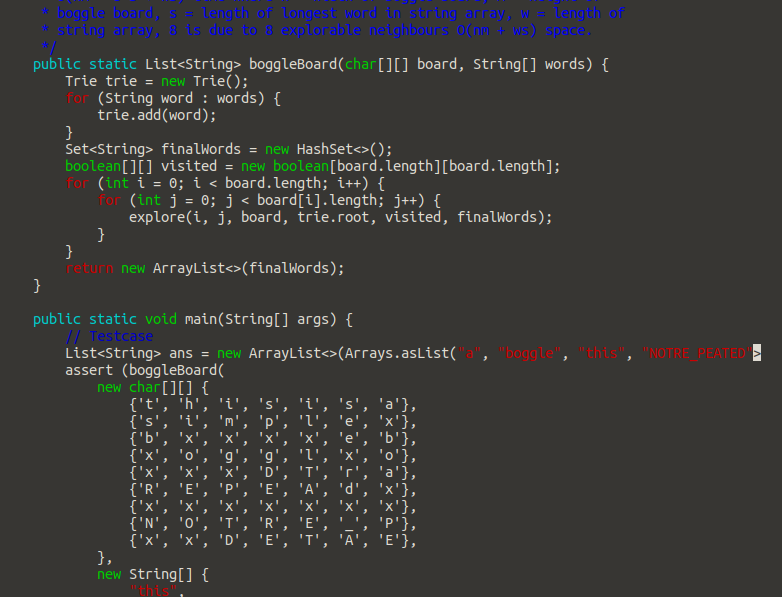 * boggle board, s = length of longest word in string array, w = length of
* string array, 8 is due to 8 explorable neighbours O(nm + ws) space.
*/
public static List<String> boggleBoard(char[][] board, String[] words) {
Trie trie = new Trie();
for (String word : words) {
trie.add(word);
}
Set<String> finalWords = new HashSet<>();
boolean[][] visited = new boolean[board.length][board.length];
for (int i = 0; i < board.length; i++) {
for (int j = 0; j < board[i].length; j++) {
explore(i, j, board, trie.root, visited, finalWords);
}
}
return new ArrayList<>(finalWords);
}
public static void main(String[] args) {
// Testcase
List<String> ans = new ArrayList<>(Arrays.asList("a", "boggle", "this", "NOTRE_PEATED">
assert (boggleBoard(
new char[][] {
{'t', 'h', 'i', 's', 'i', 's', 'a'},
{'s', 'i', 'm', 'p', 'l', 'e', 'x'},
{'b', 'x', 'x', 'x', 'x', 'e', 'b'},
{'x', 'o', 'g', 'g', 'l', 'x', 'o'},
{'x', 'x', 'x', 'D', 'T', 'r', 'a'},
{'R', 'E', 'P', 'E', 'A', 'd', 'x'},
{'x', 'x', 'x', 'x', 'x', 'x', 'x'},
{'N', 'O', 'T', 'R', 'E', '_', 'P'},
{'x', 'x', 'D', 'E', 'T', 'A', 'E'},
},
new String[] {
"this",